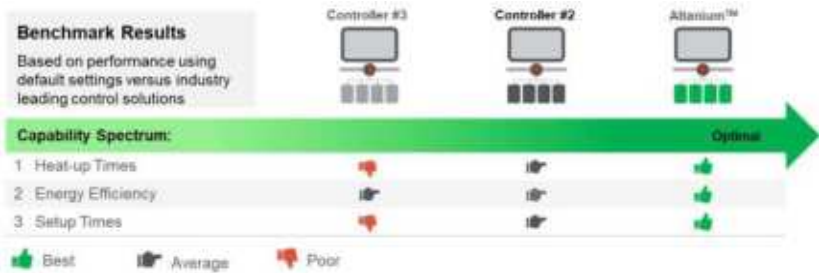 Controller #3 Controller #2 Altanium™
Benchmark Results
Based on performance using
default settings versus industry
leading control solutions
Capability Spectrum: Optimal
1 Heat-up Times
2 Energy Efficiency
3 Setup Times
Best Average Poor